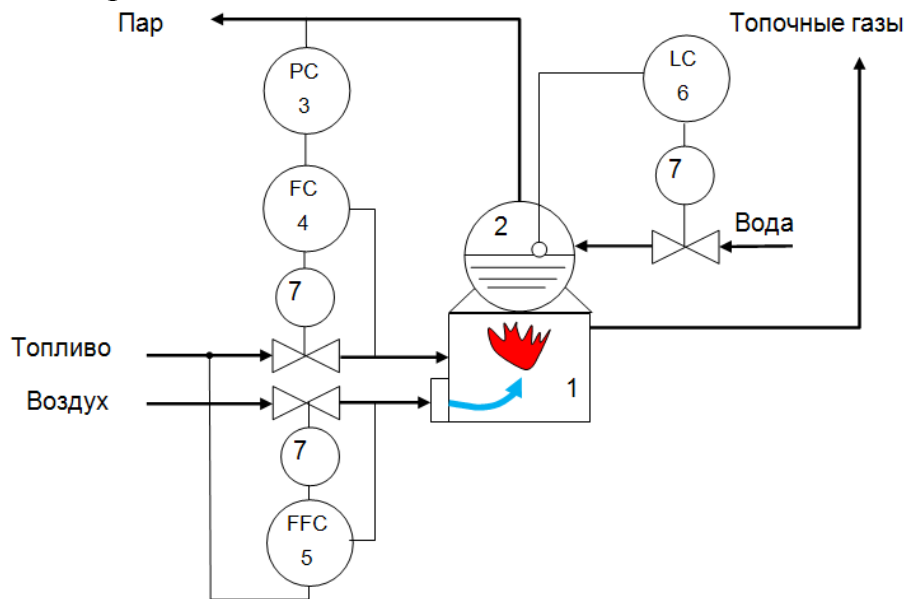 Пар
Топочные газы
PC
3
LC
6
FC
4
7
2
Вода
7
Топливо
Воздух
1
7
FFC
5